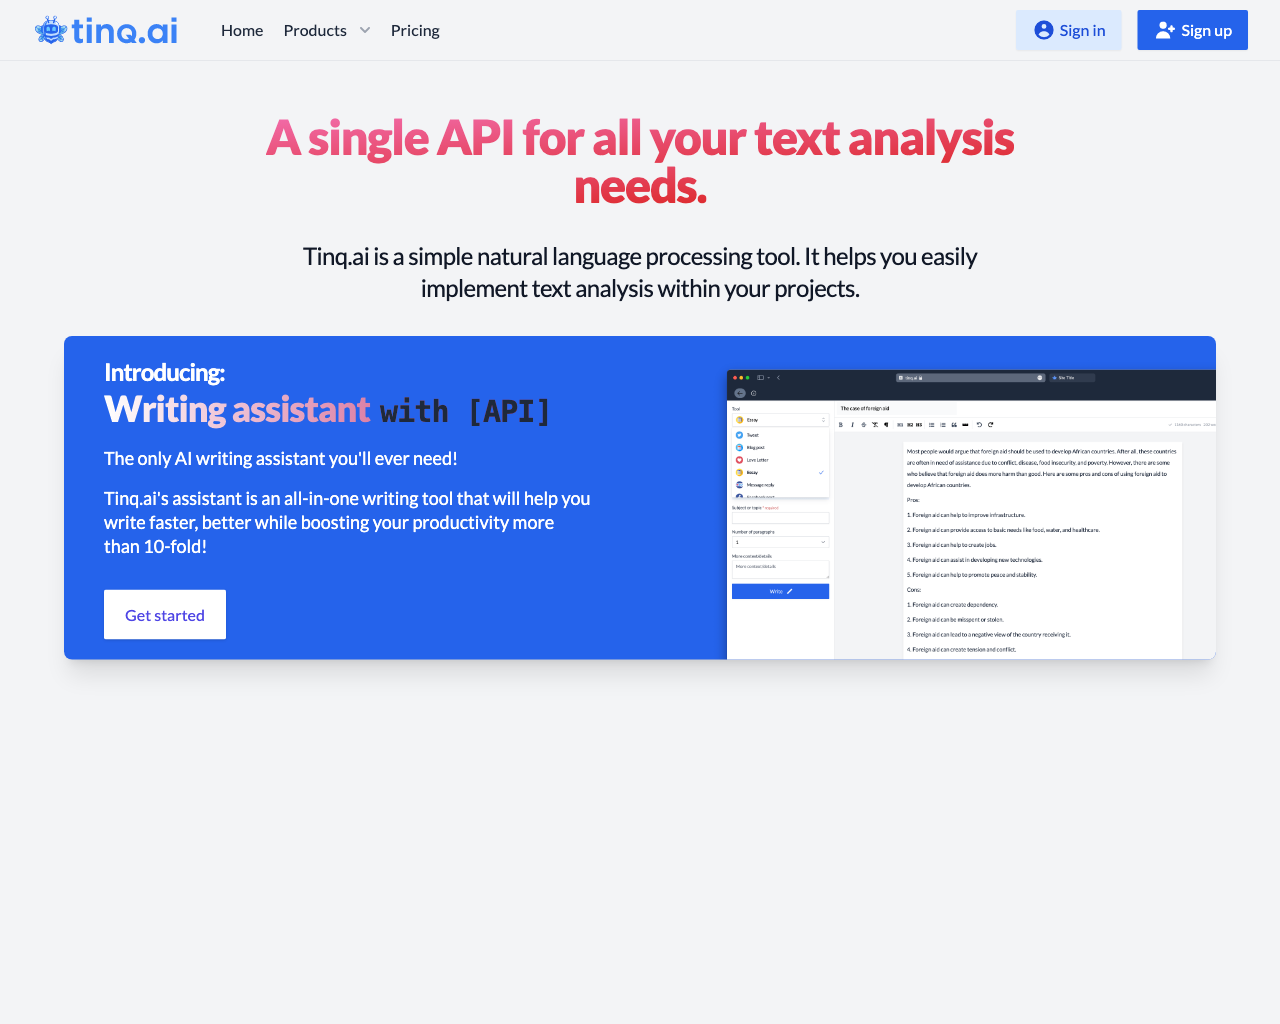 tinq.ai
Home
Products
Pricing
Sign in
Sign up
A single API for all your text analysis
needs.
Tinq.ai is a simple natural language processing tool. It helps you easily
implement text analysis within your projects.
Introducing:
Writing assistant with [API]
The only AI writing assistant you'll ever need!
Tinq.ai's assistant is an all-in-one writing tool that will help you
write faster, better while boosting your productivity more
than 10-fold!
Get started
tinq.ai
Site Title
Tool
Essay
Tweet
Blog post
Love Letter
Essay
Message reply
Facebook post
Subject or topic * required
Number of paragraphs
1
More context/details
More context/details
Write
The case of foreign aid
H1 H2 H3
Most people would argue that foreign aid should be used to develop African countries. After all, these countries
are often in need of assistance due to conflict, disease, food insecurity, and poverty. However, there are some
who believe that foreign aid does more harm than good. Here are some pros and cons of using foreign aid to
develop African countries.
Pros:
1. Foreign aid can help to improve infrastructure.
2. Foreign aid can provide access to basic needs like food, water, and healthcare.
3. Foreign aid can help to create jobs.
4. Foreign aid can assist in developing new technologies.
5. Foreign aid can help to promote peace and stability.
Cons:
1. Foreign aid can create dependency.
2. Foreign aid can be misspent or stolen.
3. Foreign aid can lead to a negative view of the country receiving it.
4. Foreign aid can create tension and conflict.